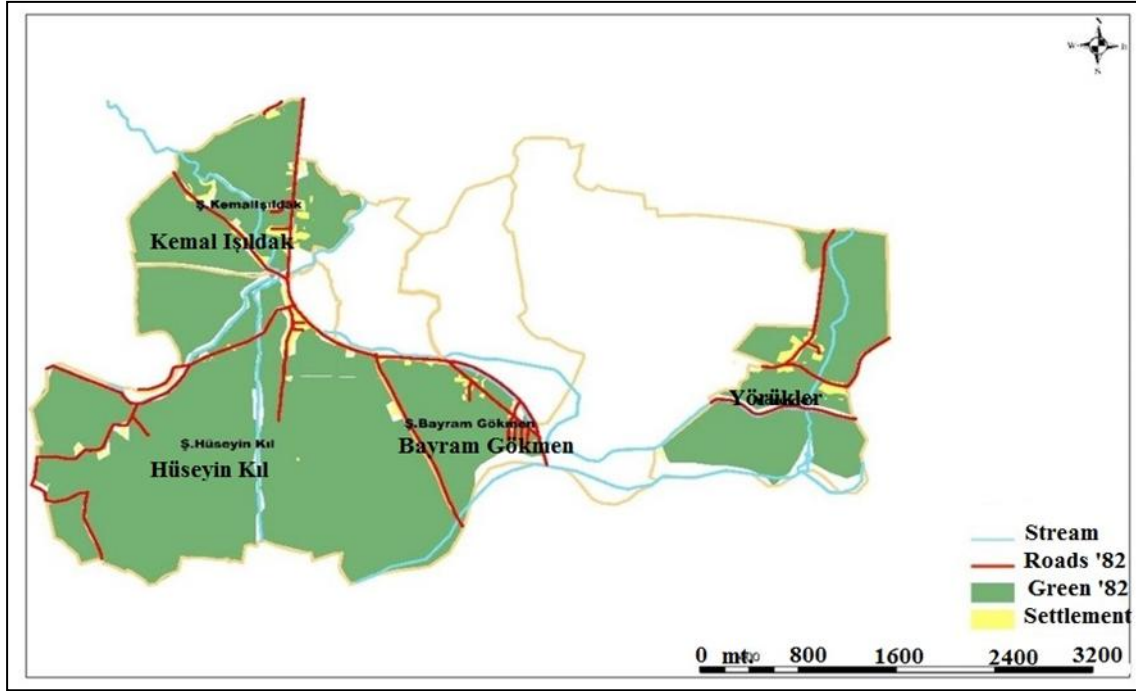 N
W
S
Ş.Kemalışıldak
Kemal Işıldak
Yörükler
Ş.Bayram Gökmen
Bayram Gökmen
Ş.Hüseyin Kıl
Hüseyin Kıl
Stream
Roads '82
Green '82
Settlement
0 mt. 800 1600 2400 3200